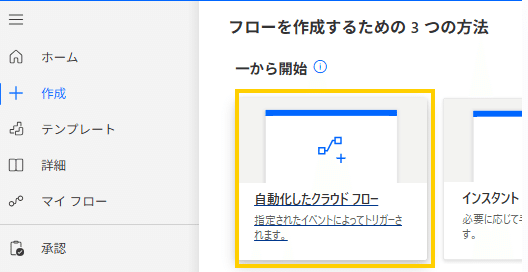 フローを作成するための 3 つの方法
ホーム
一から開始
作成
テンプレート
詳細
マイ フロー
自動化したクラウド フロー
インスタント
指定されたイベントによってトリガーさ
れます。
必要に応じて手
す。
承認